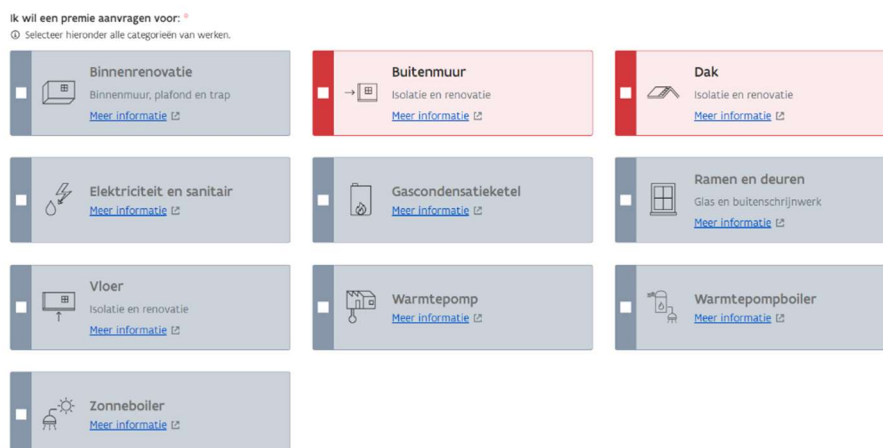 Ik wil een premie aanvragen voor: *
Selecteer hieronder alle categorieën van werken.
Binnenrenovatie
Binnenmuur, plafond en trap
Meer informatie
Buitenmuur
Isolatie en renovatie
Meer informatie
Dak
Isolatie en renovatie
Meer informatie
Elektriciteit en sanitair
Meer informatie
Gascondensatieketel
Meer informatie
Ramen en deuren
Glas en buitenschrijnwerk
Meer informatie
Vloer
Isolatie en renovatie
Meer informatie
Warmtepomp
Meer informatie
Warmtepompboiler
Meer informatie
Zonneboiler
Meer informatie